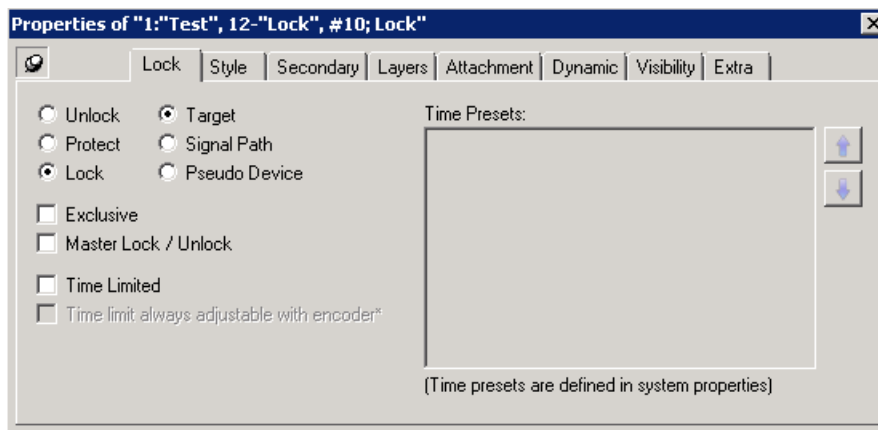 Properties of "1:"Test", 12-"Lock", #10; Lock"
Lock Style Secondary Layers Attachment Dynamic Visibility Extra
Unlock Target
Protect Signal Path
Lock Pseudo Device
Exclusive
Master Lock / Unlock
Time Limited
Time limit always adjustable with encoder*
Time Presets:
(Time presets are defined in system properties)